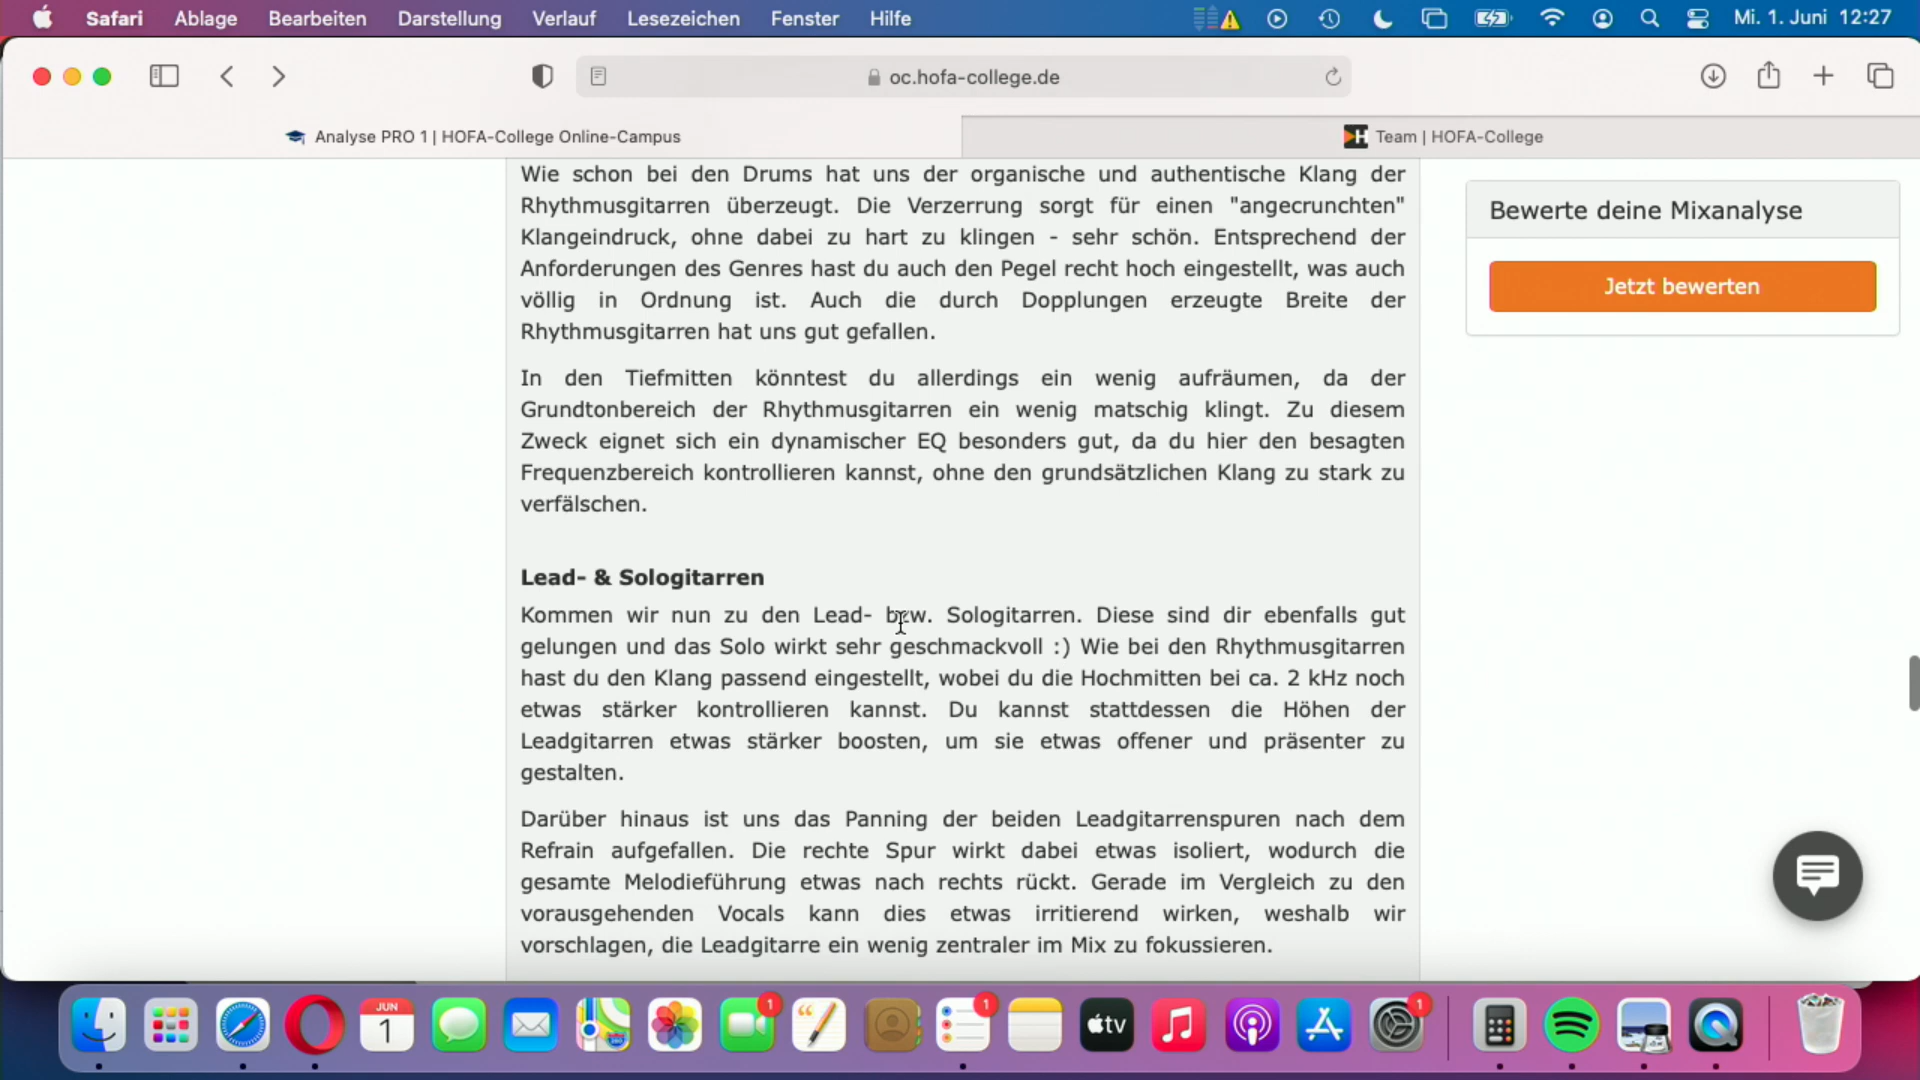 Safari Ablage Bearbeiten Darstellung Verlauf Lesezeichen Fenster Hilfe Mi. 1. Juni 12:27
oc.hofa-college.de
Analyse PRO 1 | HOFA-College Online-Campus
Team | HOFA-College
Wie schon bei den Drums hat uns der organische und authentische Klang der
Rhythmusgitarren überzeugt. Die Verzerrung sorgt für einen "angecrunchten"
Klangeindruck, ohne dabei zu hart zu klingen - sehr schön. Entsprechend der
Anforderungen des Genres hast du auch den Pegel recht hoch eingestellt, was auch
völlig in Ordnung ist. Auch die durch Dopplungen erzeugte Breite der
Rhythmusgitarren hat uns gut gefallen.
In den Tiefmitten könntest du allerdings ein wenig aufräumen, da der
Grundtonbereich der Rhythmusgitarren ein wenig matschig klingt. Zu diesem
Zweck eignet sich ein dynamischer EQ besonders gut, da du hier den besagten
Frequenzbereich kontrollieren kannst, ohne den grundsätzlichen Klang zu stark zu
verfälschen.
Lead- & Sologitarren
Kommen wir nun zu den Lead- bzw. Sologitarren. Diese sind dir ebenfalls gut
gelungen und das Solo wirkt sehr geschmackvoll :) Wie bei den Rhythmusgitarren
hast du den Klang passend eingestellt, wobei du die Hochmitten bei ca. 2 kHz noch
etwas stärker kontrollieren kannst. Du kannst stattdessen die Höhen der
Leadgitarren etwas stärker boosten, um sie etwas offener und präsenter zu
gestalten.
Darüber hinaus ist uns das Panning der beiden Leadgitarrenspuren nach dem
Refrain aufgefallen. Die rechte Spur wirkt dabei etwas isoliert, wodurch die
gesamte Melodieführung etwas nach rechts rückt. Gerade im Vergleich zu den
vorausgehenden Vocals kann dies etwas irritierend wirken, weshalb wir
vorschlagen, die Leadgitarre ein wenig zentraler im Mix zu fokussieren.
Bewerte deine Mixanalyse
Jetzt bewerten
JUN
1
1
1
tv
1